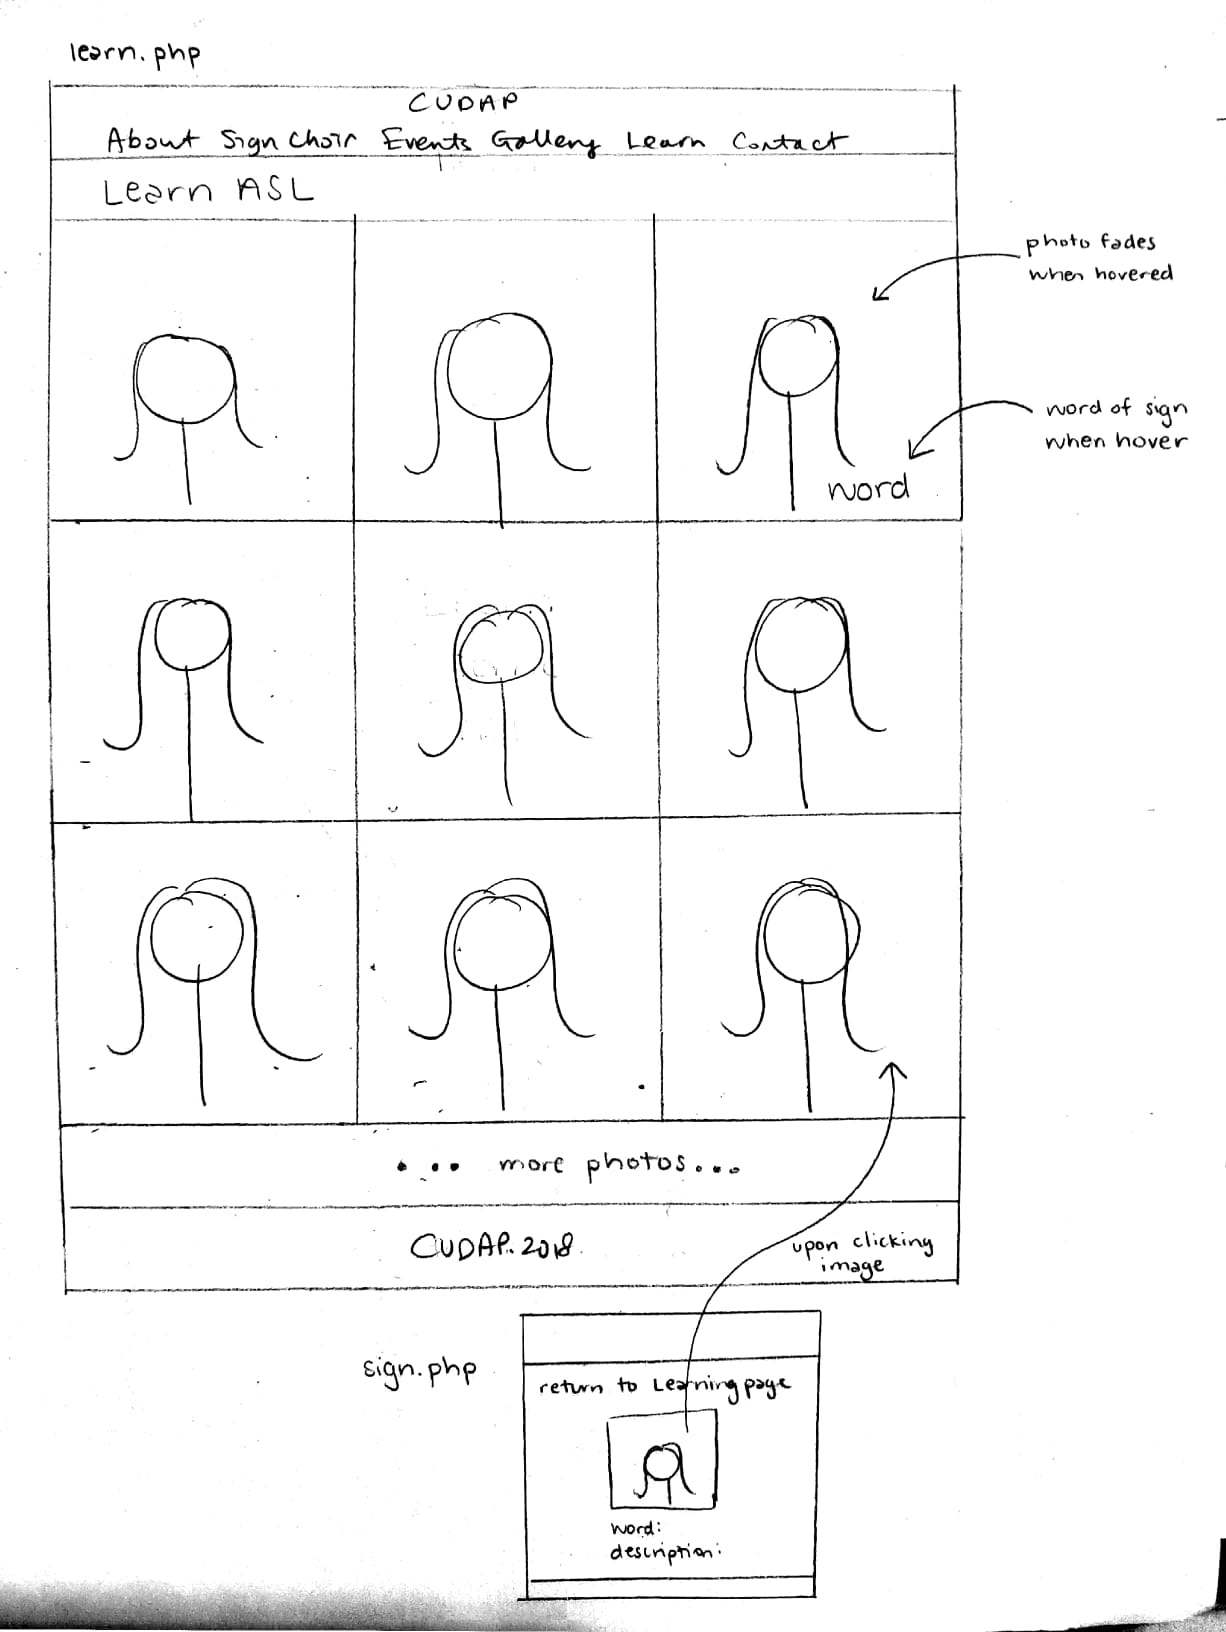 learn.php
CUDAP
About Sign Choir Events Gallery Learn Contact
Learn ASL
photo fades
when hovered
word of sign
when hover
word
... more photos...
CUDAP. 2018
upon clicking
image
sign.php
return to Learning page
word:
description: